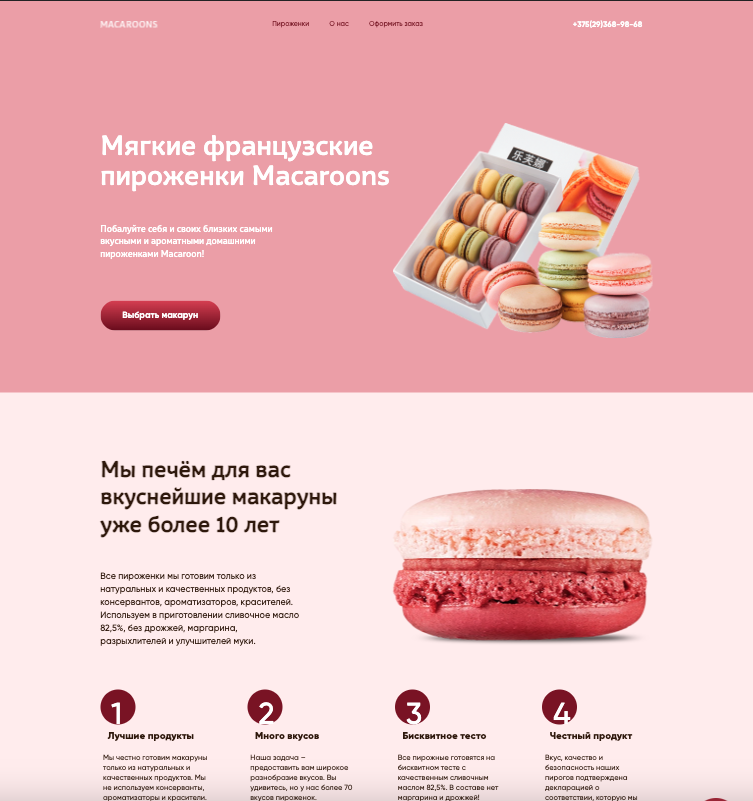 MACAROONS
Пироженки
О нас
Оформить заказ
+375(29)368-98-68
Мягкие французские
пироженки Macaroons
Побалуйте себя и своих близких самыми
вкусными и ароматными домашними
пироженками Macaroon!
Выбрать макарун
乐芙娜
Мы печём для вас
вкуснейшие макаруны
уже более 10 лет
Все пироженки мы готовим только из
натуральных и качественных продуктов, без
консервантов, ароматизаторов, красителей.
Используем в приготовлении сливочное масло
82,5%, без дрожжей, маргарина,
разрыхлителей и улучшителей муки.
1
Лучшие продукты
Мы честно готовим макаруны
только из натуральных и
качественных продуктов. Мы
не используем консерванты,
ароматизаторы и красители.
2
Много вкусов
Наша задача –
предоставить вам широкое
разнобразие вкусов. Вы
удивитесь, но у нас более 70
вкусов пироженок.
3
Бисквитное тесто
Все пирожные готовятся на
бисквитном тесте с
качественным сливочным
маслом 82,5%. В составе нет
маргарина и дрожжей!
4
Честный продукт
Вкус, качество и
безопасность наших
пирогов подтверждена
декларацией о
соответствии, которую мы